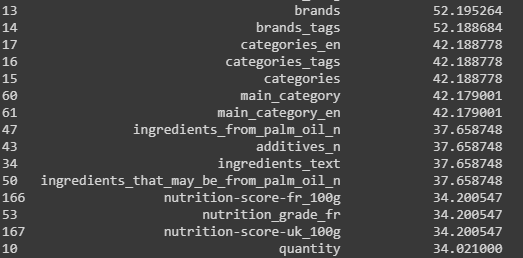 13 brands 52.195264
14 brands_tags 52.188684
17 categories_en 42.188778
16 categories_tags 42.188778
15 categories 42.188778
60 main_category 42.179001
61 main_category_en 42.179001
47 ingredients_from_palm_oil_n 37.658748
43 additives_n 37.658748
34 ingredients_text 37.658748
50 ingredients_that_may_be_from_palm_oil_n 37.658748
166 nutrition-score-fr_100g 34.200547
53 nutrition_grade_fr 34.200547
167 nutrition-score-uk_100g 34.200547
10 quantity 34.021000